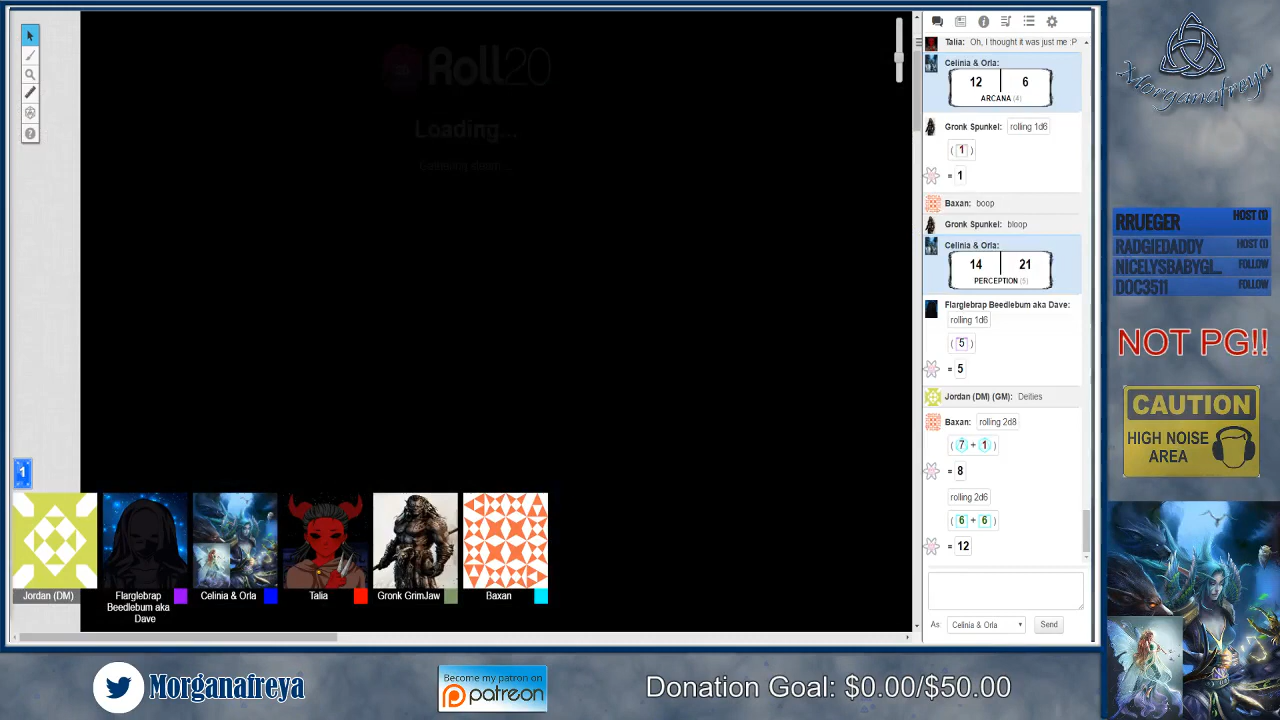 Roll20
Loading...
1
Jordan (DM)
Flarglebrap
Beedlebum aka
Dave
Celinia & Orla
Talia
Gronk GrimJaw
Baxan
Talia: Oh, I thought it was just me :P
Celinia & Orla:
12 6
ARCANA (4)
Gronk Spunkel: rolling 1d6
( 1 )
= 1
Baxan: boop
Gronk Spunkel: bloop
Celinia & Orla:
14 21
PERCEPTION (5)
Flarglebrap Beedlebum aka Dave:
rolling 1d6
( 5 )
= 5
Jordan (DM) (GM): Deities
Baxan: rolling 2d8
( 7 + 1 )
= 8
rolling 2d6
( 6 + 6 )
= 12
As: Celinia & Orla Send
Morganafreya
RRUEGER HOST (1)
RADGIEDADDY HOST (1)
NICELYSBABYGL... FOLLOW
DOC3511 FOLLOW
NOT PG!!
CAUTION
HIGH NOISE
AREA
Morganafreya
Become my patron on
patreon
Donation Goal: $0.00/$50.00